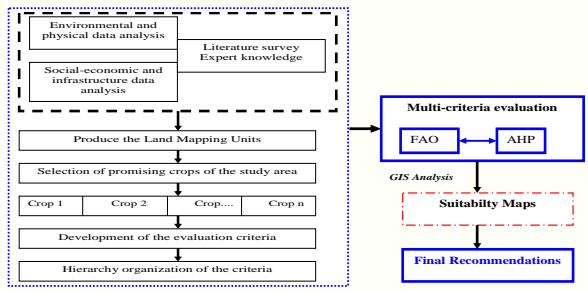 Environmental and
physical data analysis
Literature survey
Expert knowledge
Social-economic and
infrastructure data
analysis
Produce the Land Mapping Units
Selection of promising crops of the study area
Crop 1
Crop 2
Crop....
Crop n
Development of the evaluation criteria
Hierarchy organization of the criteria
Multi-criteria evaluation
FAO
AHP
GIS Analysis
Suitabilty Maps
Final Recommendations